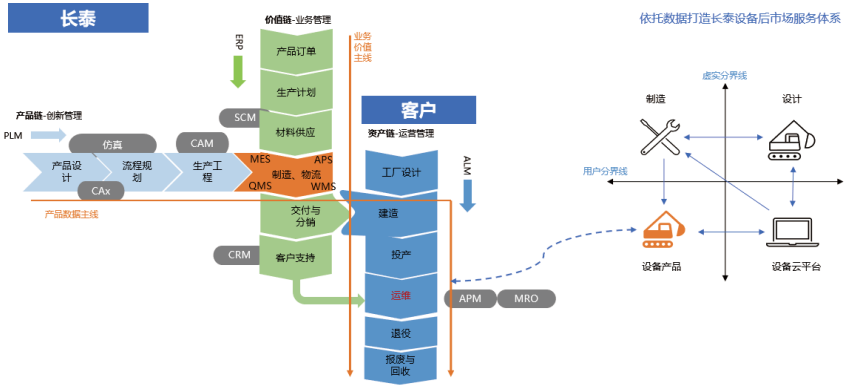 长泰
价值链-业务管理
依托数据打造长泰设备后市场服务体系
ERP
业务
价值
主线
产品订单
生产计划
SCM
材料供应
产品链-创新管理
PLM
仿真
CAM
产品设
计
流程规
划
生产工
程
CAx
MES
APS
制造、物流
QMS
WMS
产品数据主线
交付与
分销
CRM
客户支持
客户
资产链-运营管理
ALM
工厂设计
建造
投产
运维
APM
MRO
退役
报废与
回收
虚实分界线
制造
设计
用户分界线
设备产品
设备云平台